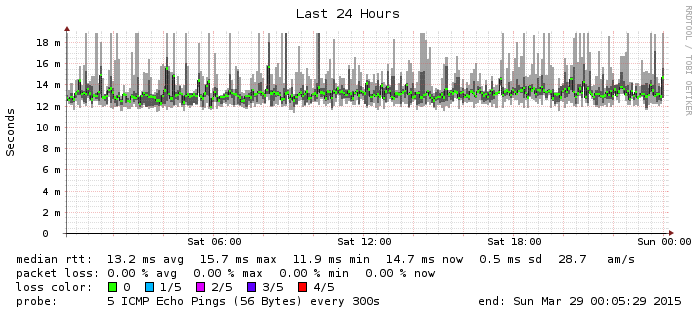 Last 24 Hours
RRDTOOL / TOBI OETIKER
Seconds
18 m
16 m
14 m
12 m
10 m
8 m
6 m
4 m
2 m
0
Sat 06:00 Sat 12:00 Sat 18:00 Sun 00:00
median rtt: 13.2 ms avg 15.7 ms max 11.9 ms min 14.7 ms now 0.5 ms sd 28.7 am/s
packet loss: 0.00 % avg 0.00 % max 0.00 % min 0.00 % now
loss color: 0 1/5 2/5 3/5 4/5
probe: 5 ICMP Echo Pings (56 Bytes) every 300s end: Sun Mar 29 00:05:29 2015